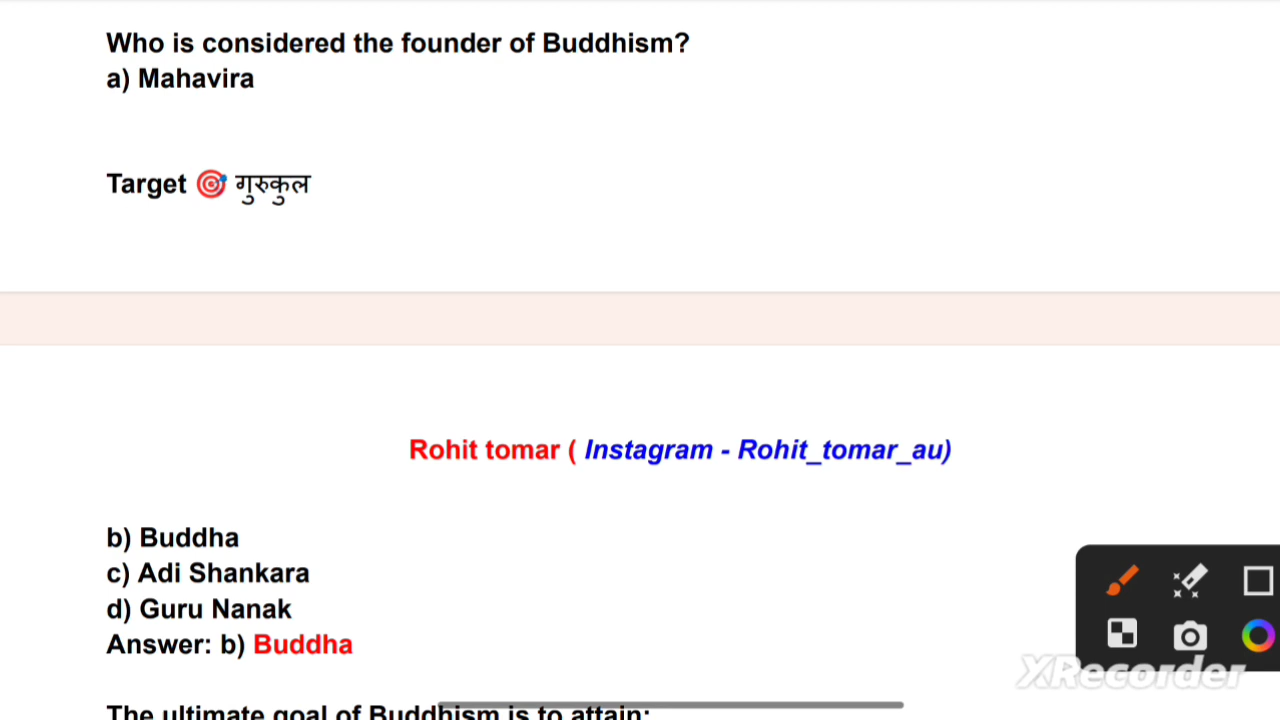 Who is considered the founder of Buddhism?
a) Mahavira
Target 🎯 गुरुकुल
Rohit tomar ( Instagram - Rohit_tomar_au)
b) Buddha
c) Adi Shankara
d) Guru Nanak
Answer: b) Buddha
XRecorder
The ultimate goal of Buddhism is to attain: